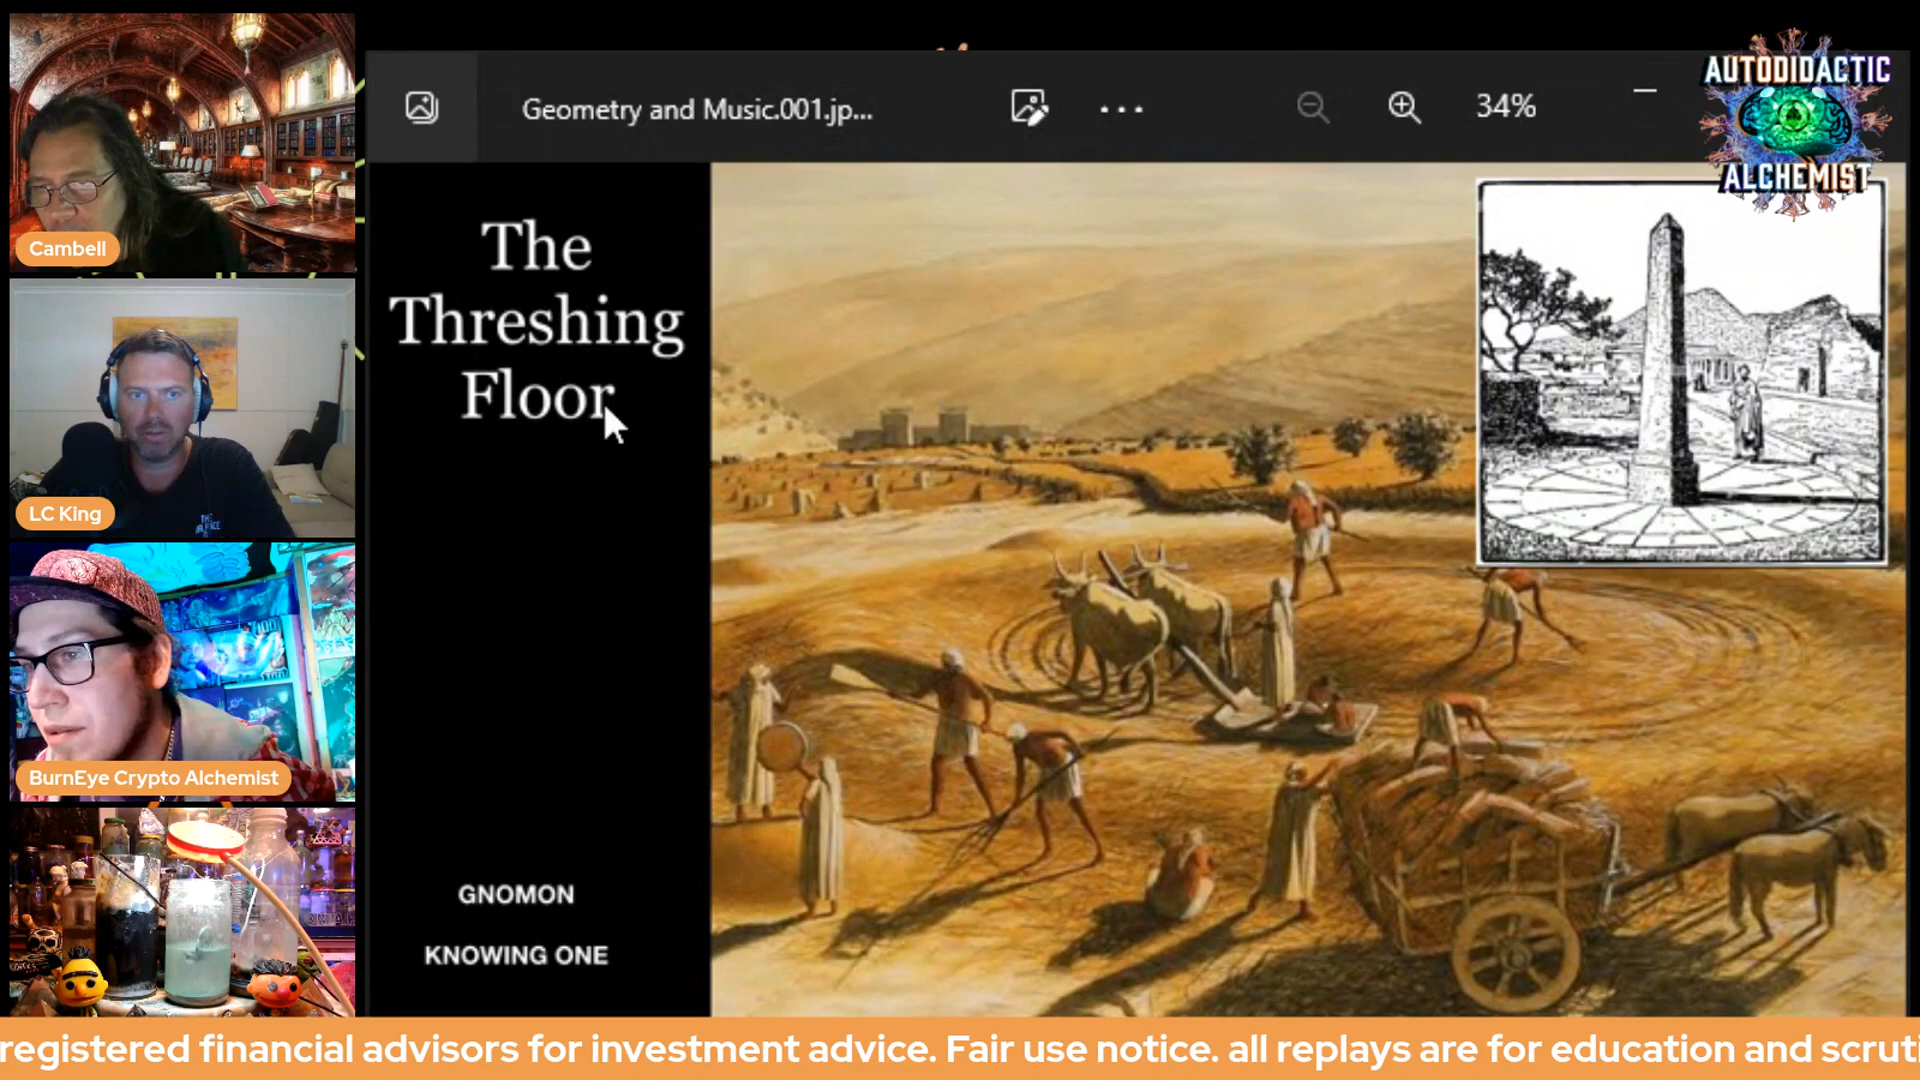 Geometry and Music.001.jp...
34%
AUTODIDACTIC
ALCHEMIST
The
Threshing
Floor
GNOMON
KNOWING ONE
Cambell
LC King
BurnEye Crypto Alchemist
registered financial advisors for investment advice. Fair use notice. all replays are for education and scruti